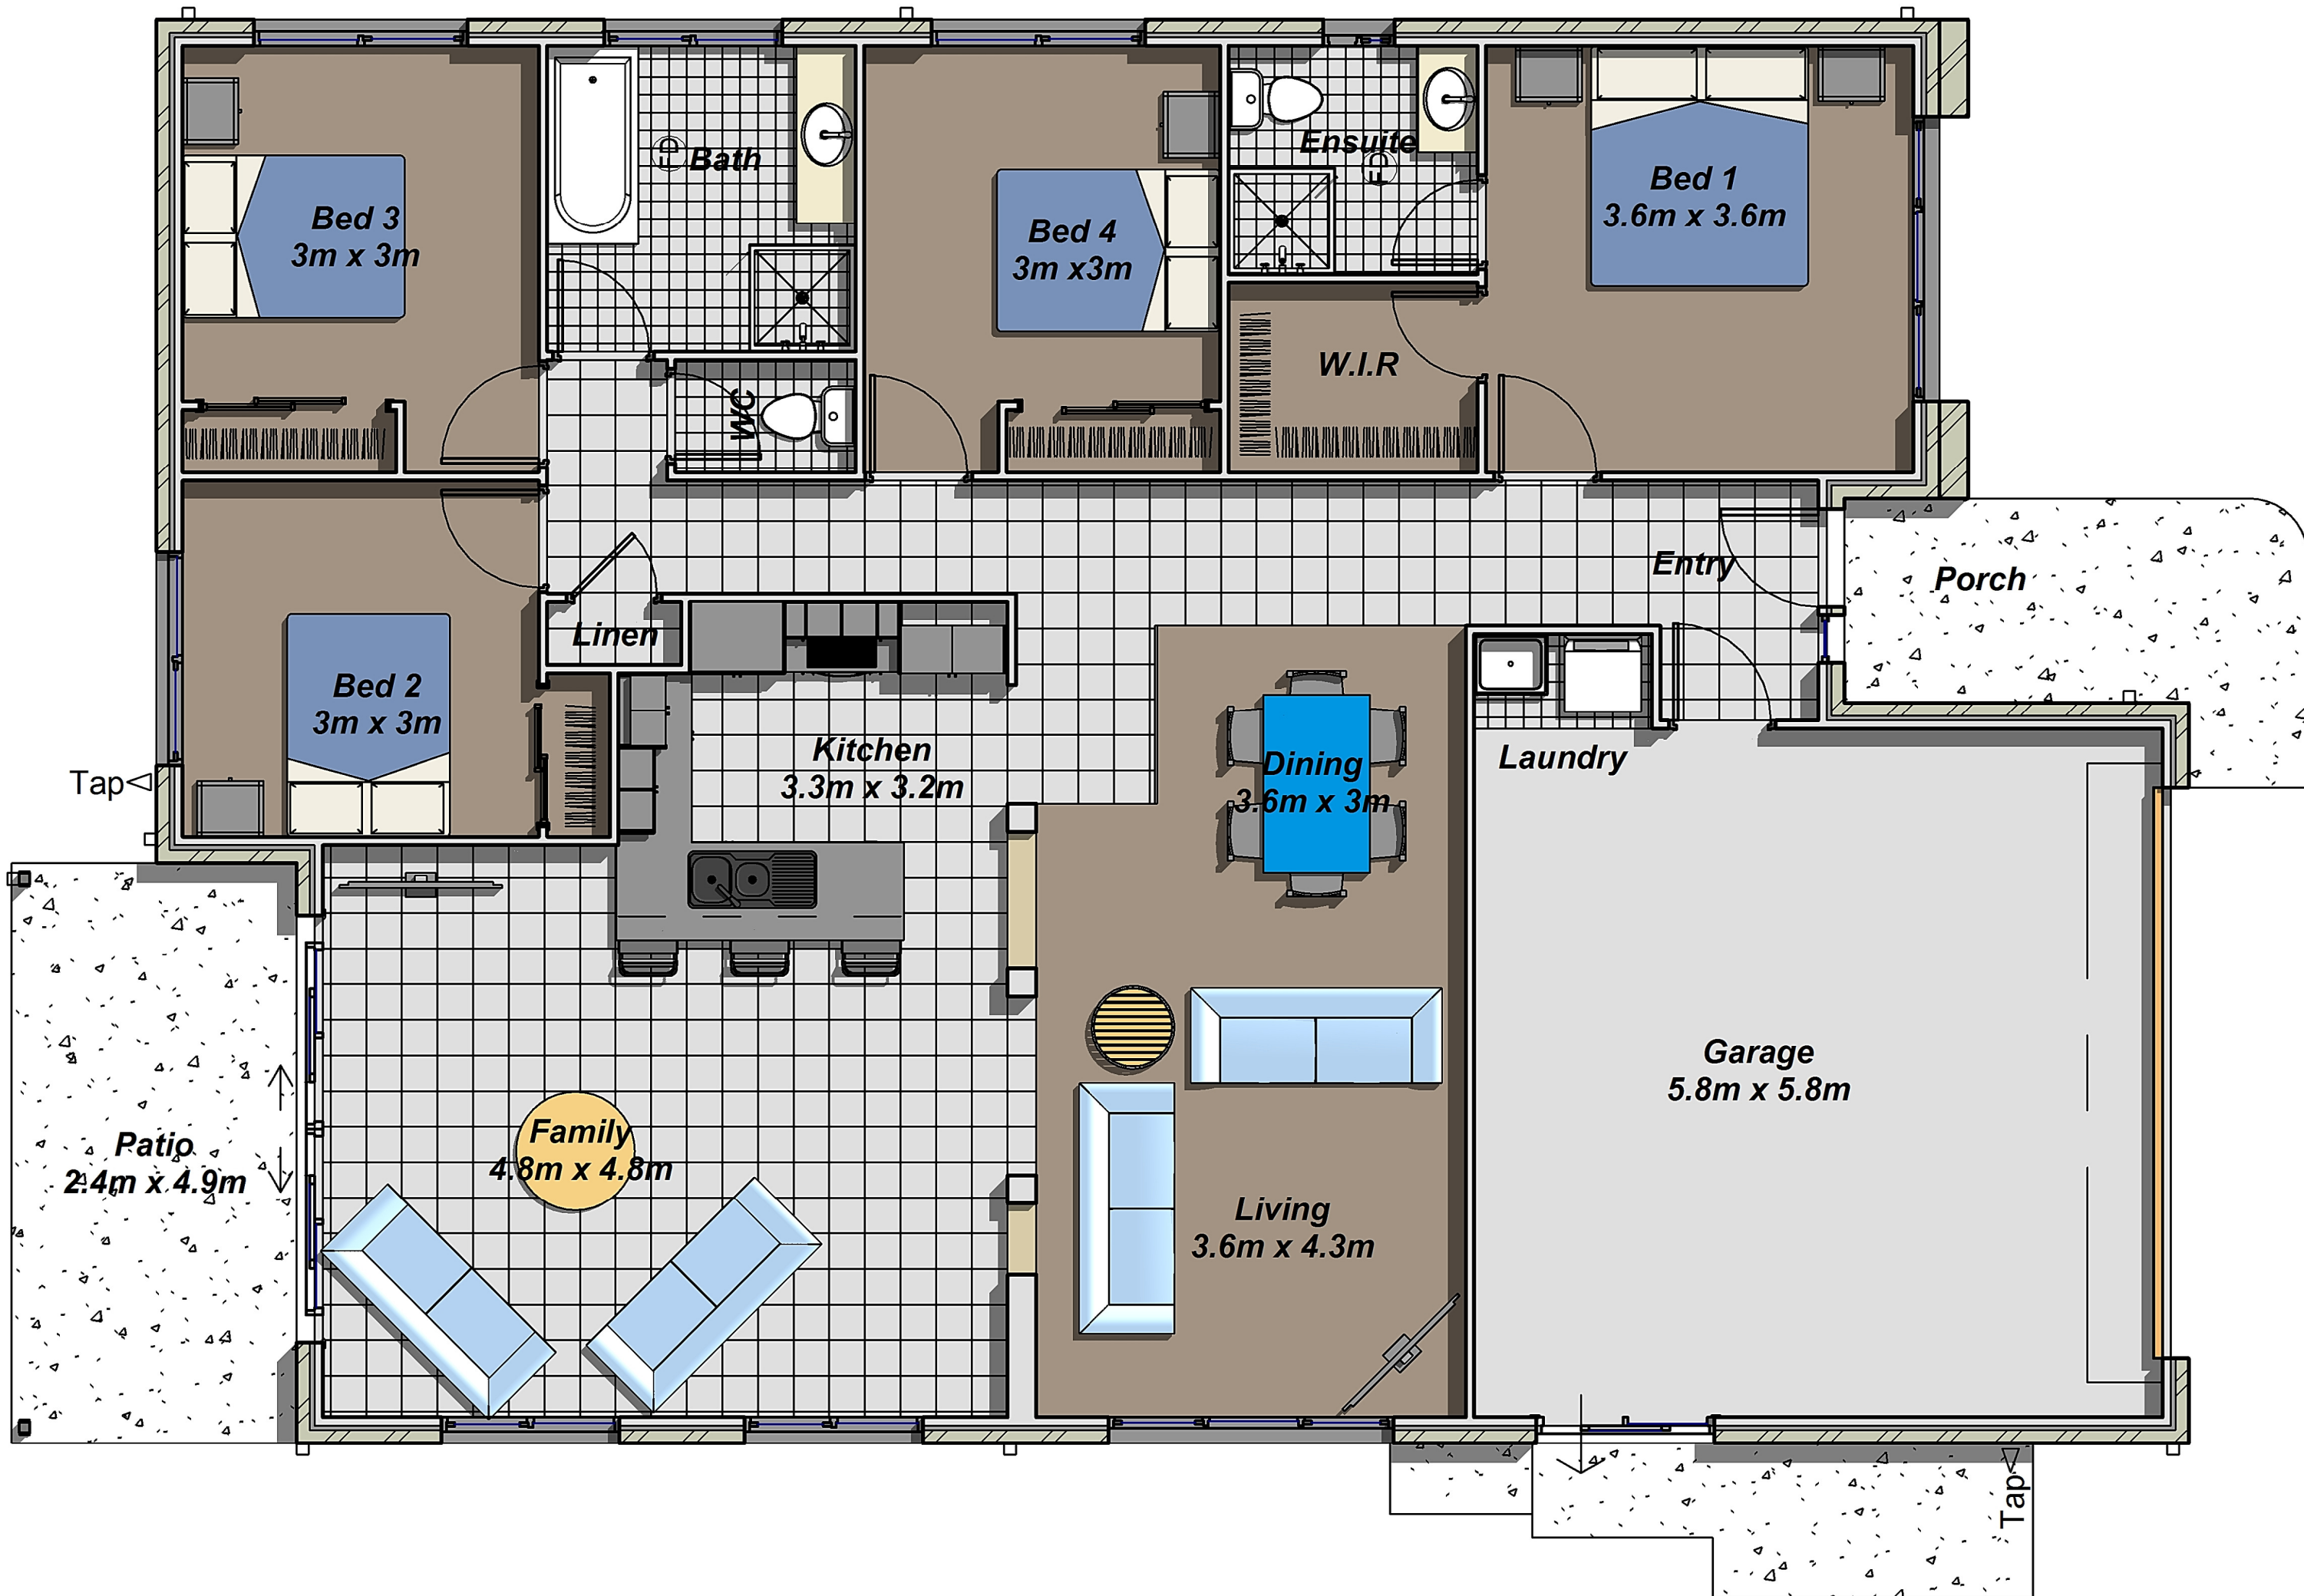 Bed 3
3m x 3m
FD
Bath
Bed 4
3m x3m
Ensuite
FD
Bed 1
3.6m x 3.6m
W.I.R
WC
Entry
Porch
Linen
Bed 2
3m x 3m
Tap
Kitchen
3.3m x 3.2m
Dining
3.6m x 3m
Laundry
Garage
5.8m x 5.8m
Patio
2.4m x 4.9m
Family
4.8m x 4.8m
Living
3.6m x 4.3m
Tap